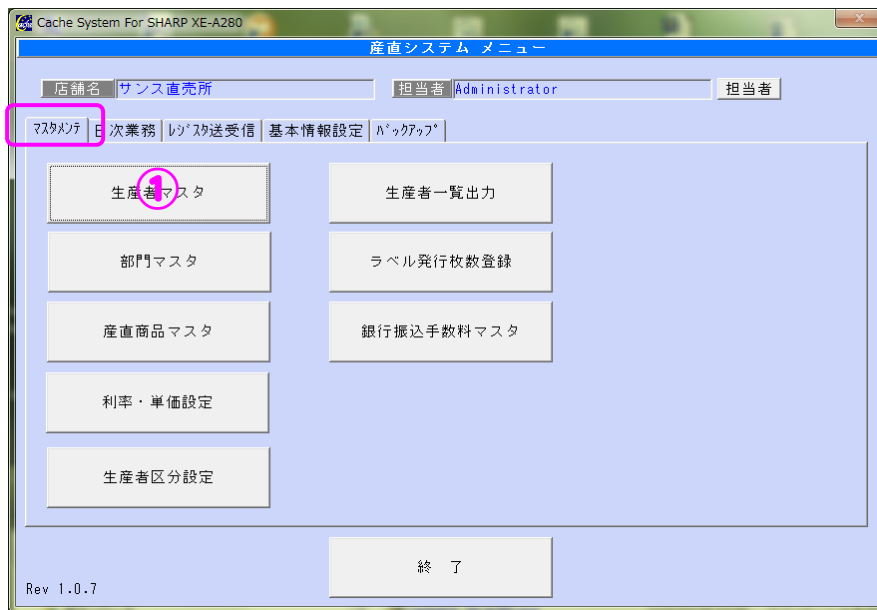 Cache System For SHARP XE-A280
産直システム メニュー
店舗名 サンス直売所 担当者 Administrator 担当者
ﾏｽﾀﾒﾝﾃ 日次業務 ﾚｼﾞｽﾀ送受信 基本情報設定 ﾊﾞｯｸｱｯﾌﾟ
生産者マスタ ① 生産者一覧出力
部門マスタ ラベル発行枚数登録
産直商品マスタ 銀行振込手数料マスタ
利率・単価設定
生産者区分設定
終 了
Rev 1.0.7